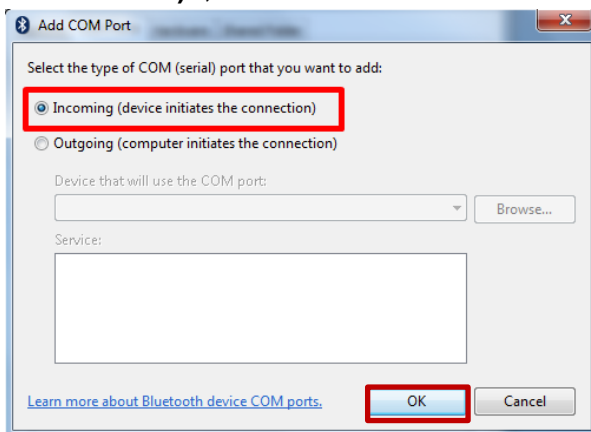 Add COM Port
Select the type of COM (serial) port that you want to add:
Incoming (device initiates the connection)
Outgoing (computer initiates the connection)
Device that will use the COM port:
Browse...
Service:
Learn more about Bluetooth device COM ports.
OK
Cancel